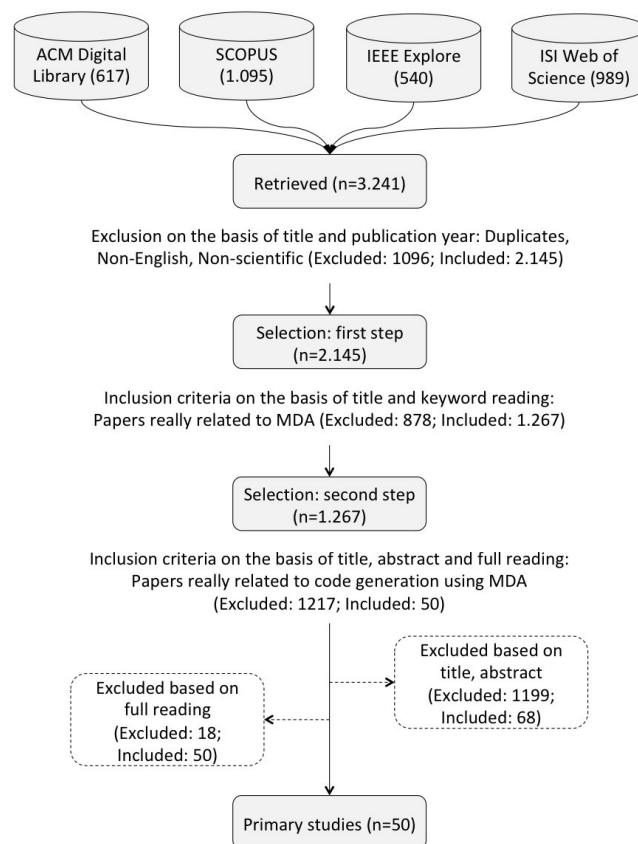 ACM Digital
Library (617)
SCOPUS
(1.095)
IEEE Explore
(540)
ISI Web of
Science (989)
Retrieved (n=3.241)
Exclusion on the basis of title and publication year: Duplicates,
Non-English, Non-scientific (Excluded: 1096; Included: 2.145)
Selection: first step
(n=2.145)
Inclusion criteria on the basis of title and keyword reading:
Papers really related to MDA (Excluded: 878; Included: 1.267)
Selection: second step
(n=1.267)
Inclusion criteria on the basis of title, abstract and full reading:
Papers really related to code generation using MDA
(Excluded: 1217; Included: 50)
Excluded based on
title, abstract
(Excluded: 1199;
Included: 68)
Excluded based on
full reading
(Excluded: 18;
Included: 50)
Primary studies (n=50)